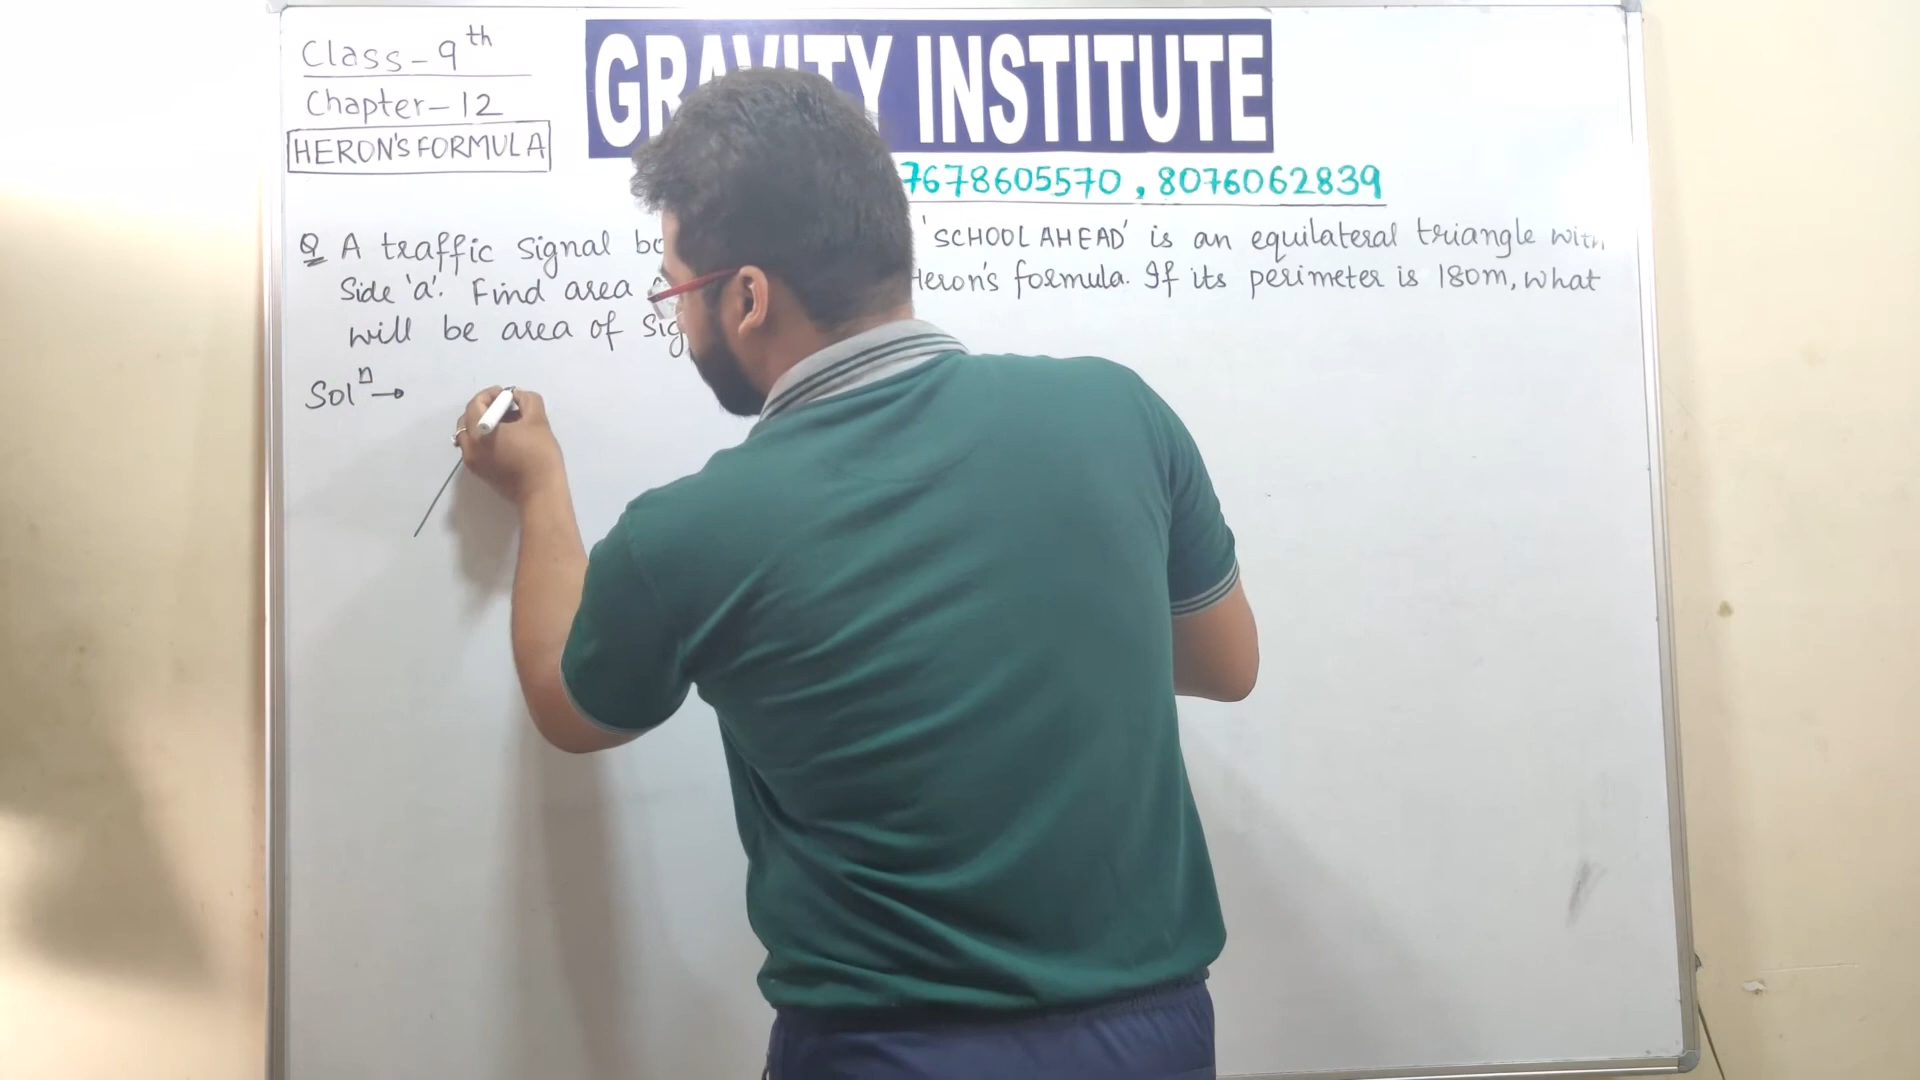 Class-9th
Chapter-12
HERON'S FORMULA
INSTITUTE
7678605570, 8076062839
Q A traffic signal 'SCHOOL AHEAD' is an equilateral triangle with
Side 'a'. Find area Heron's formula. If its perimeter is 180m, what
will be area of
Solⁿ→